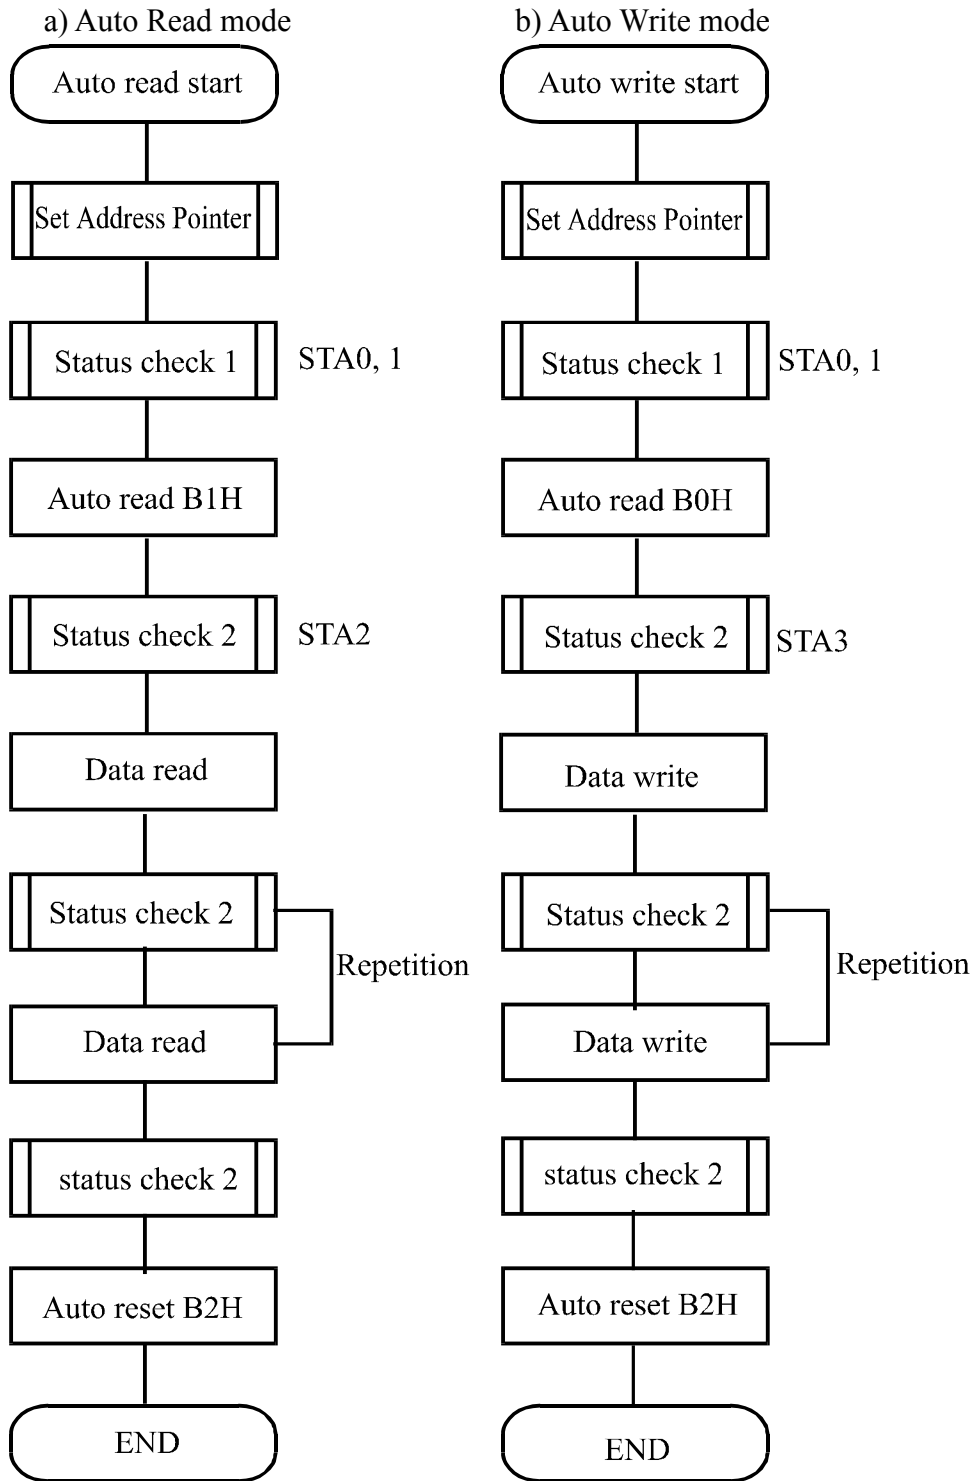 a) Auto Read mode
Auto read start
Set Address Pointer
Status check 1
STA0, 1
Auto read B1H
Status check 2
STA2
Data read
Status check 2
Repetition
Data read
status check 2
Auto reset B2H
END
b) Auto Write mode
Auto write start
Set Address Pointer
Status check 1
STA0, 1
Auto read B0H
Status check 2
STA3
Data write
Status check 2
Repetition
Data write
status check 2
Auto reset B2H
END